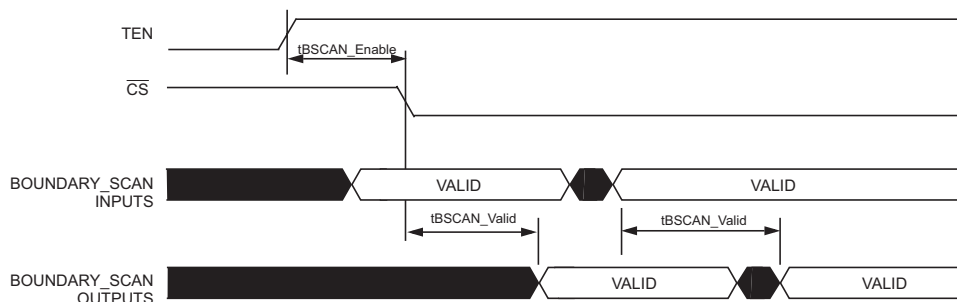 TEN
tBSCAN_Enable
CS
BOUNDARY_SCAN
INPUTS
VALID
VALID
tBSCAN_Valid
tBSCAN_Valid
BOUNDARY_SCAN
OUTPUTS
VALID
VALID